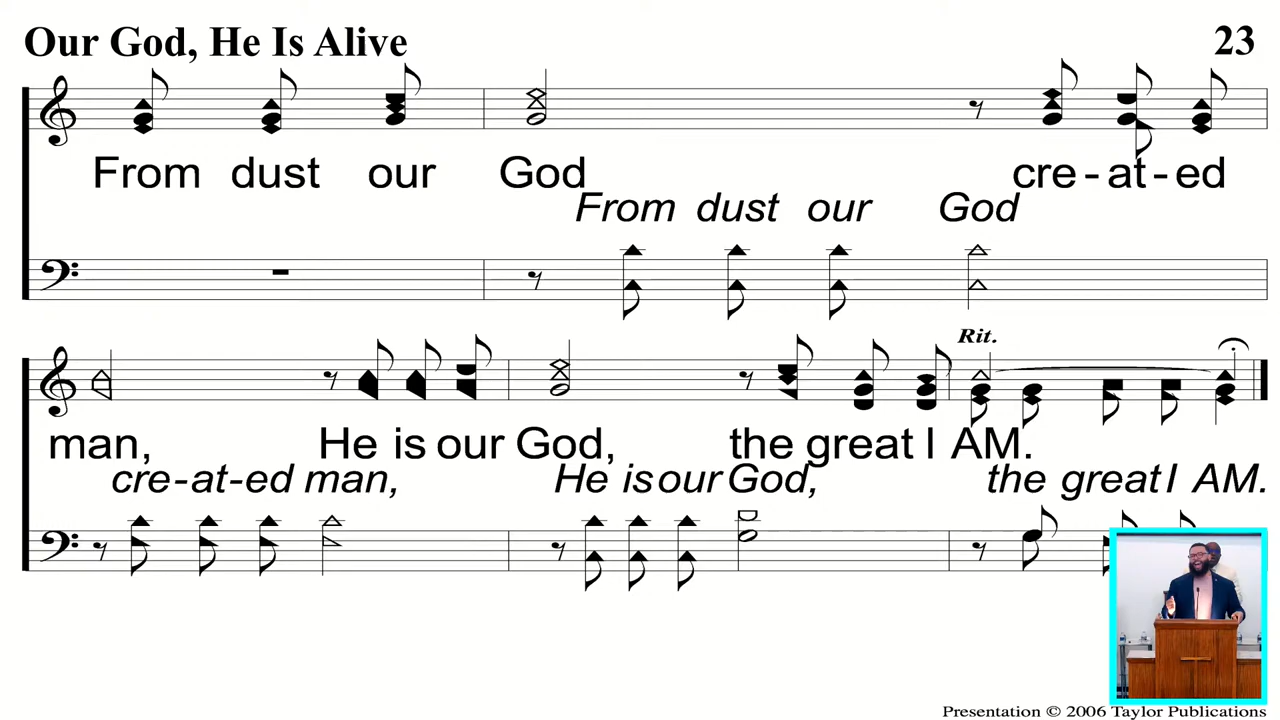 Our God, He Is Alive 23
From dust our God cre-at-ed
From dust our God
Rit.
man, He is our God, the great I AM.
cre-at-ed man, He is our God, the great I AM.
Presentation © 2006 Taylor Publications